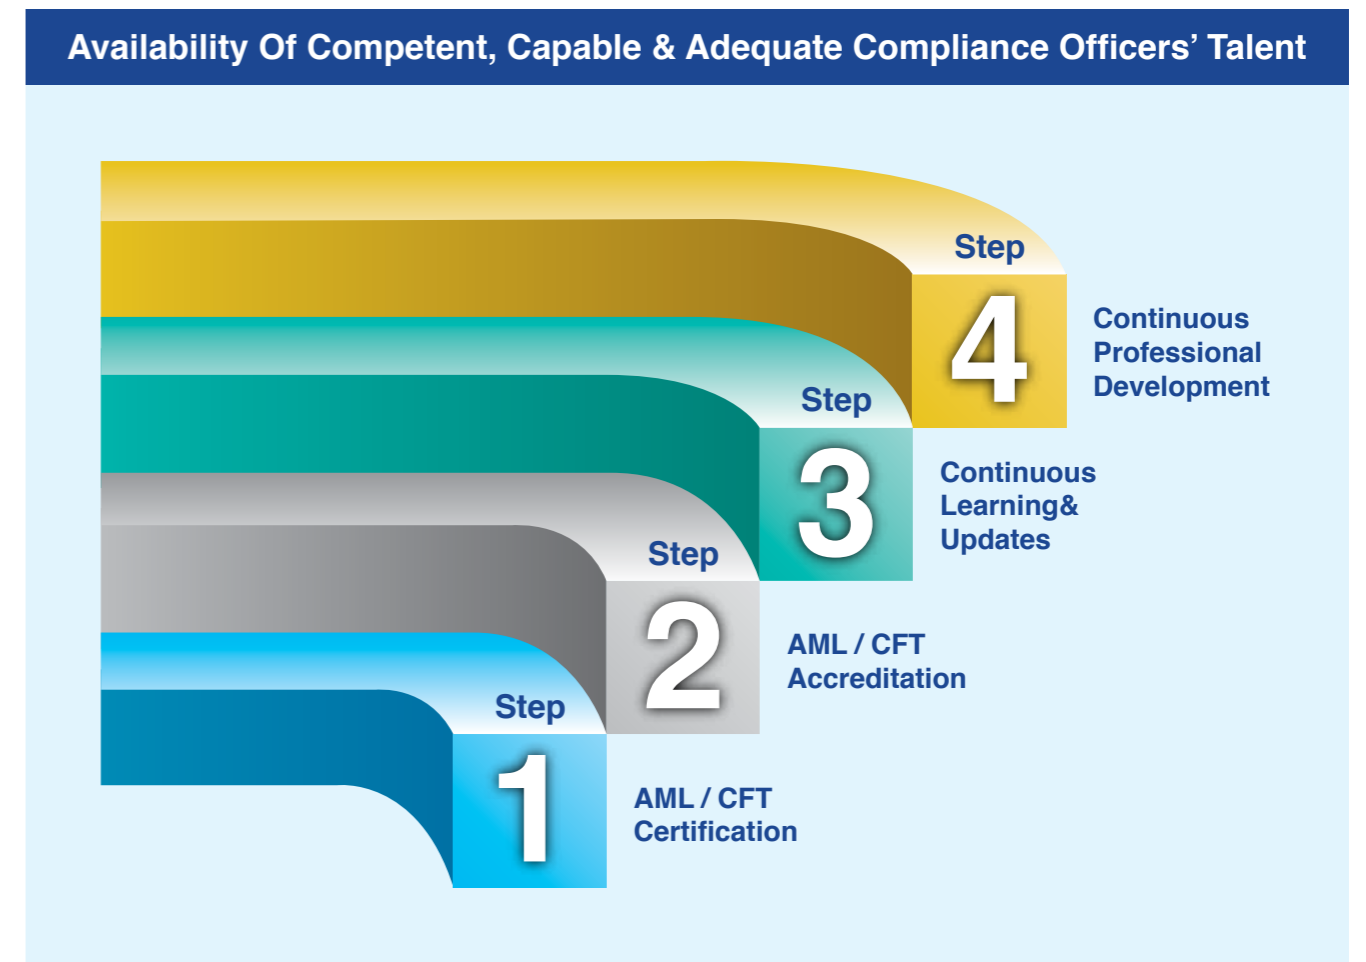 Availability Of Competent, Capable & Adequate Compliance Officers’ Talent
Step
4
Continuous
Professional
Development
Step
3
Continuous
Learning&
Updates
Step
2
AML / CFT
Accreditation
Step
1
AML / CFT
Certification